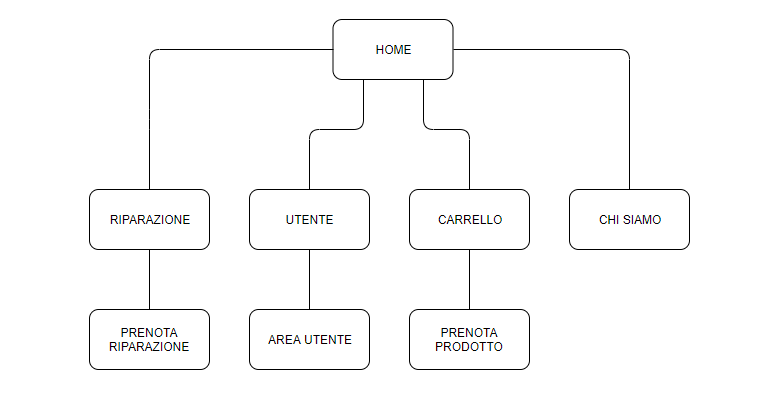 HOME
RIPARAZIONE
UTENTE
CARRELLO
CHI SIAMO
PRENOTA
RIPARAZIONE
AREA UTENTE
PRENOTA
PRODOTTO